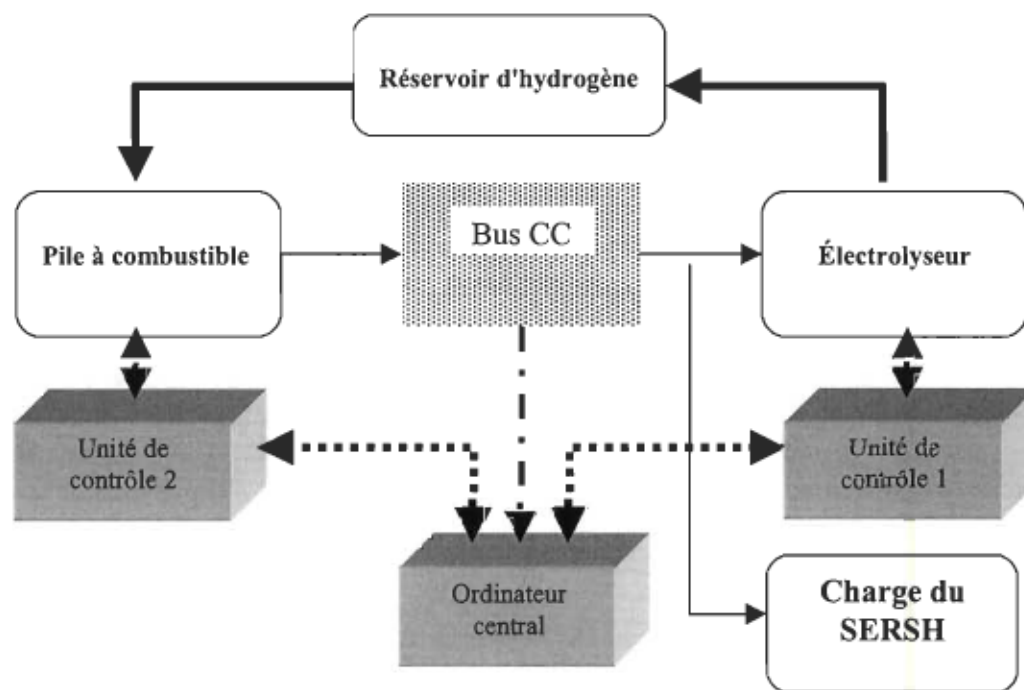 Réservoir d'hydrogène
Pile à combustible
Bus CC
Électrolyseur
Unité de
contrôle 2
Unité de
contrôle 1
Ordinateur
central
Charge du
SERSH